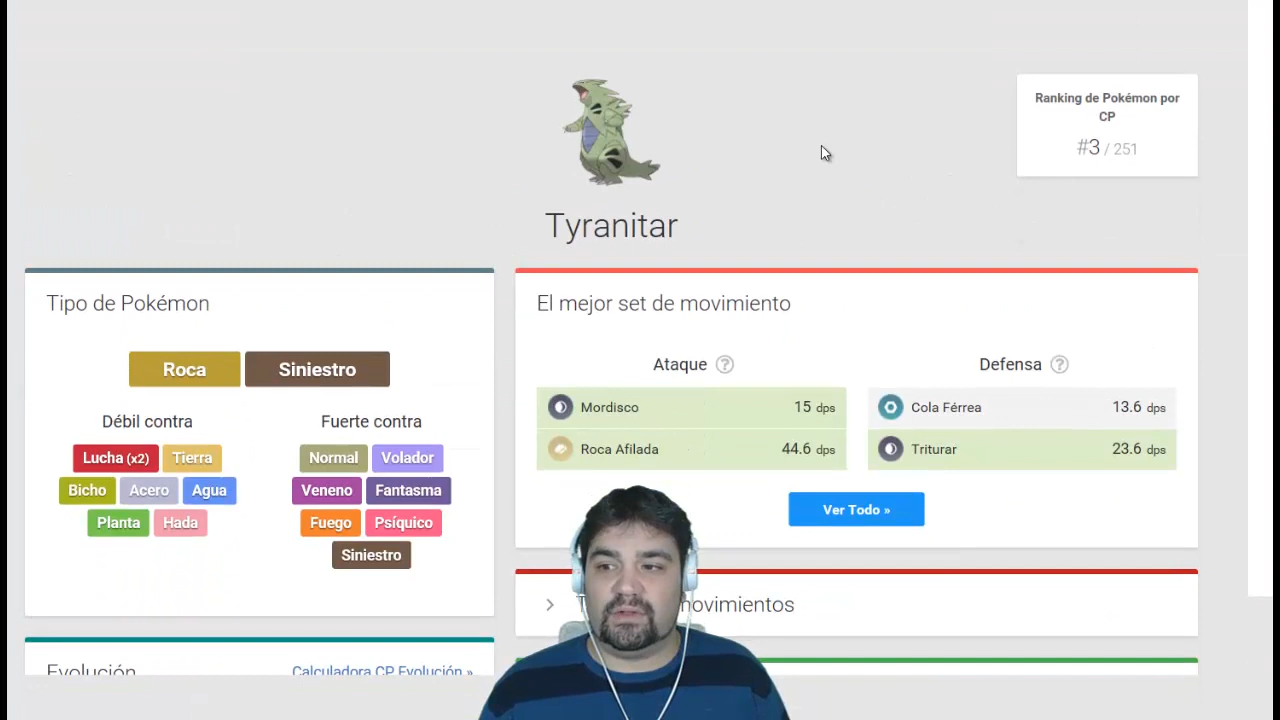 Ranking de Pokémon por
CP
#3 / 251
Tyranitar
Tipo de Pokémon
Roca
Siniestro
Débil contra
Fuerte contra
Lucha (x2)
Tierra
Bicho
Acero
Agua
Planta
Hada
Normal
Volador
Veneno
Fantasma
Fuego
Psíquico
Siniestro
El mejor set de movimiento
Ataque ?
Mordisco 15 dps
Roca Afilada 44.6 dps
Defensa ?
Cola Férrea 13.6 dps
Triturar 23.6 dps
Ver Todo »
movimientos
Evolución
Calculadora CP Evolución »